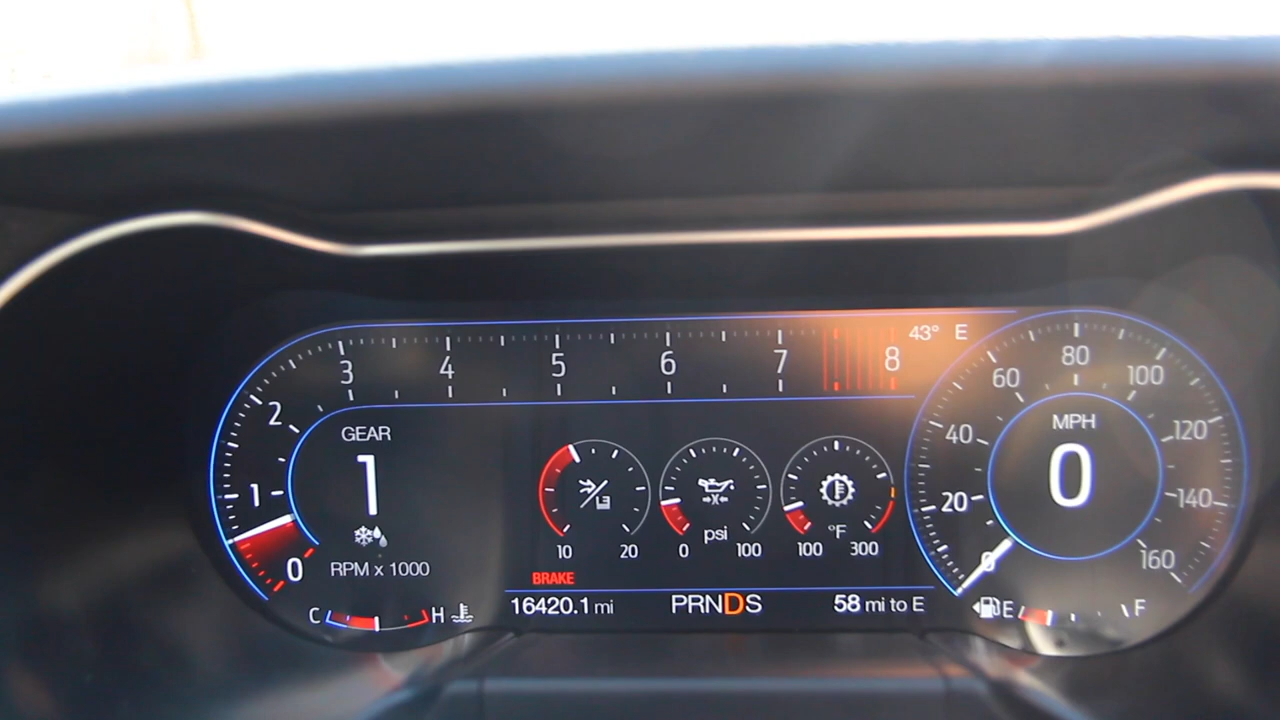 43° E
0 1 2 3 4 5 6 7 8
GEAR
1
RPM x 1000
C H
10 20
psi
0 100
°F
100 300
BRAKE
16420.1 mi
PRNDS
58 mi to E
0 20 40 60 80 100 120 140 160
MPH
0
E F